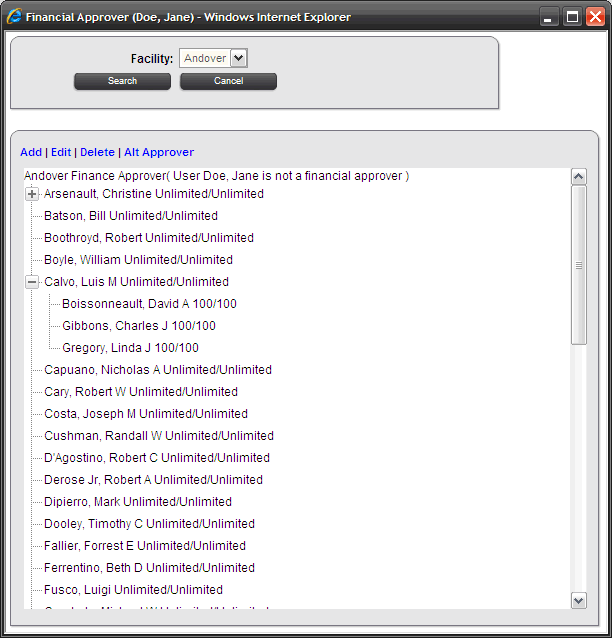 Financial Approver (Doe, Jane) - Windows Internet Explorer
Facility: Andover
Search Cancel
Add | Edit | Delete | Alt Approver
Andover Finance Approver( User Doe, Jane is not a financial approver )
Arsenault, Christine Unlimited/Unlimited
Batson, Bill Unlimited/Unlimited
Boothroyd, Robert Unlimited/Unlimited
Boyle, William Unlimited/Unlimited
Calvo, Luis M Unlimited/Unlimited
Boissonneault, David A 100/100
Gibbons, Charles J 100/100
Gregory, Linda J 100/100
Capuano, Nicholas A Unlimited/Unlimited
Cary, Robert W Unlimited/Unlimited
Costa, Joseph M Unlimited/Unlimited
Cushman, Randall W Unlimited/Unlimited
D'Agostino, Robert C Unlimited/Unlimited
Derose Jr, Robert A Unlimited/Unlimited
Dipierro, Mark Unlimited/Unlimited
Dooley, Timothy C Unlimited/Unlimited
Fallier, Forrest E Unlimited/Unlimited
Ferrentino, Beth D Unlimited/Unlimited
Fusco, Luigi Unlimited/Unlimited